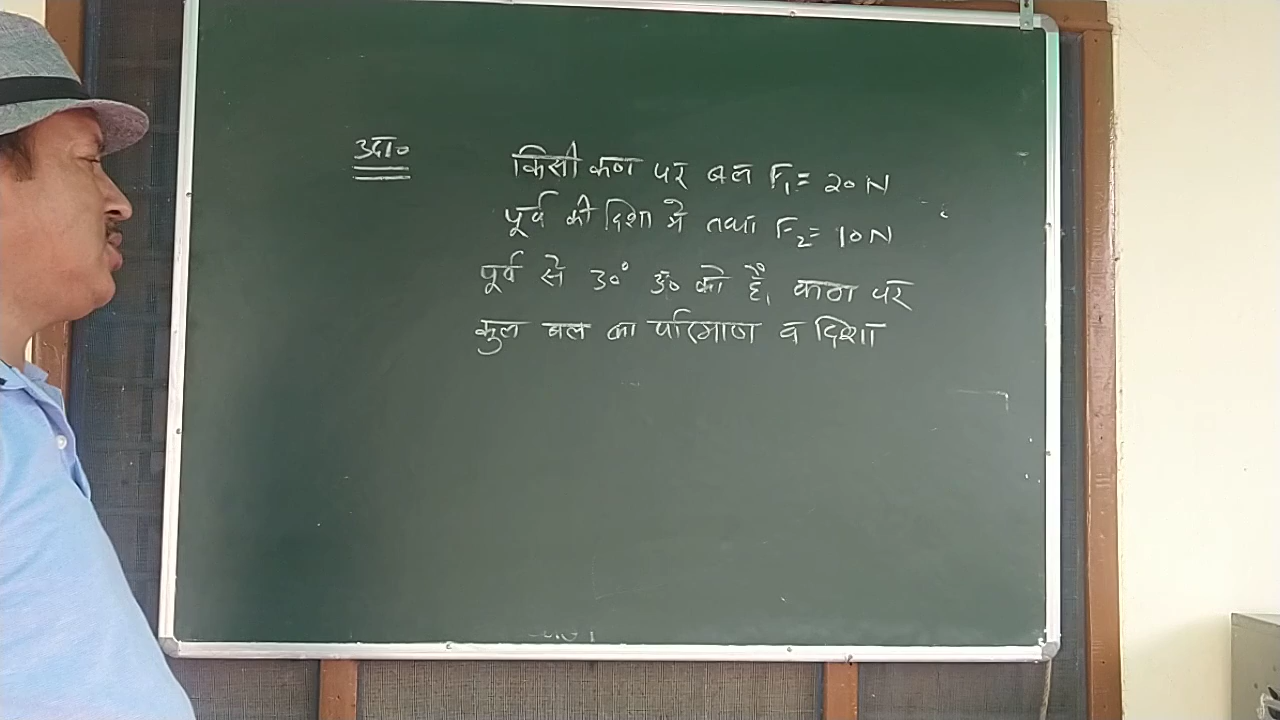 उदा०
किसी कण पर बल F₁ = 20 N
पूर्व की दिशा में तथा F₂ = 10 N
पूर्व से 30° उ० को है, कण पर
कुल बल का परिमाण व दिशा